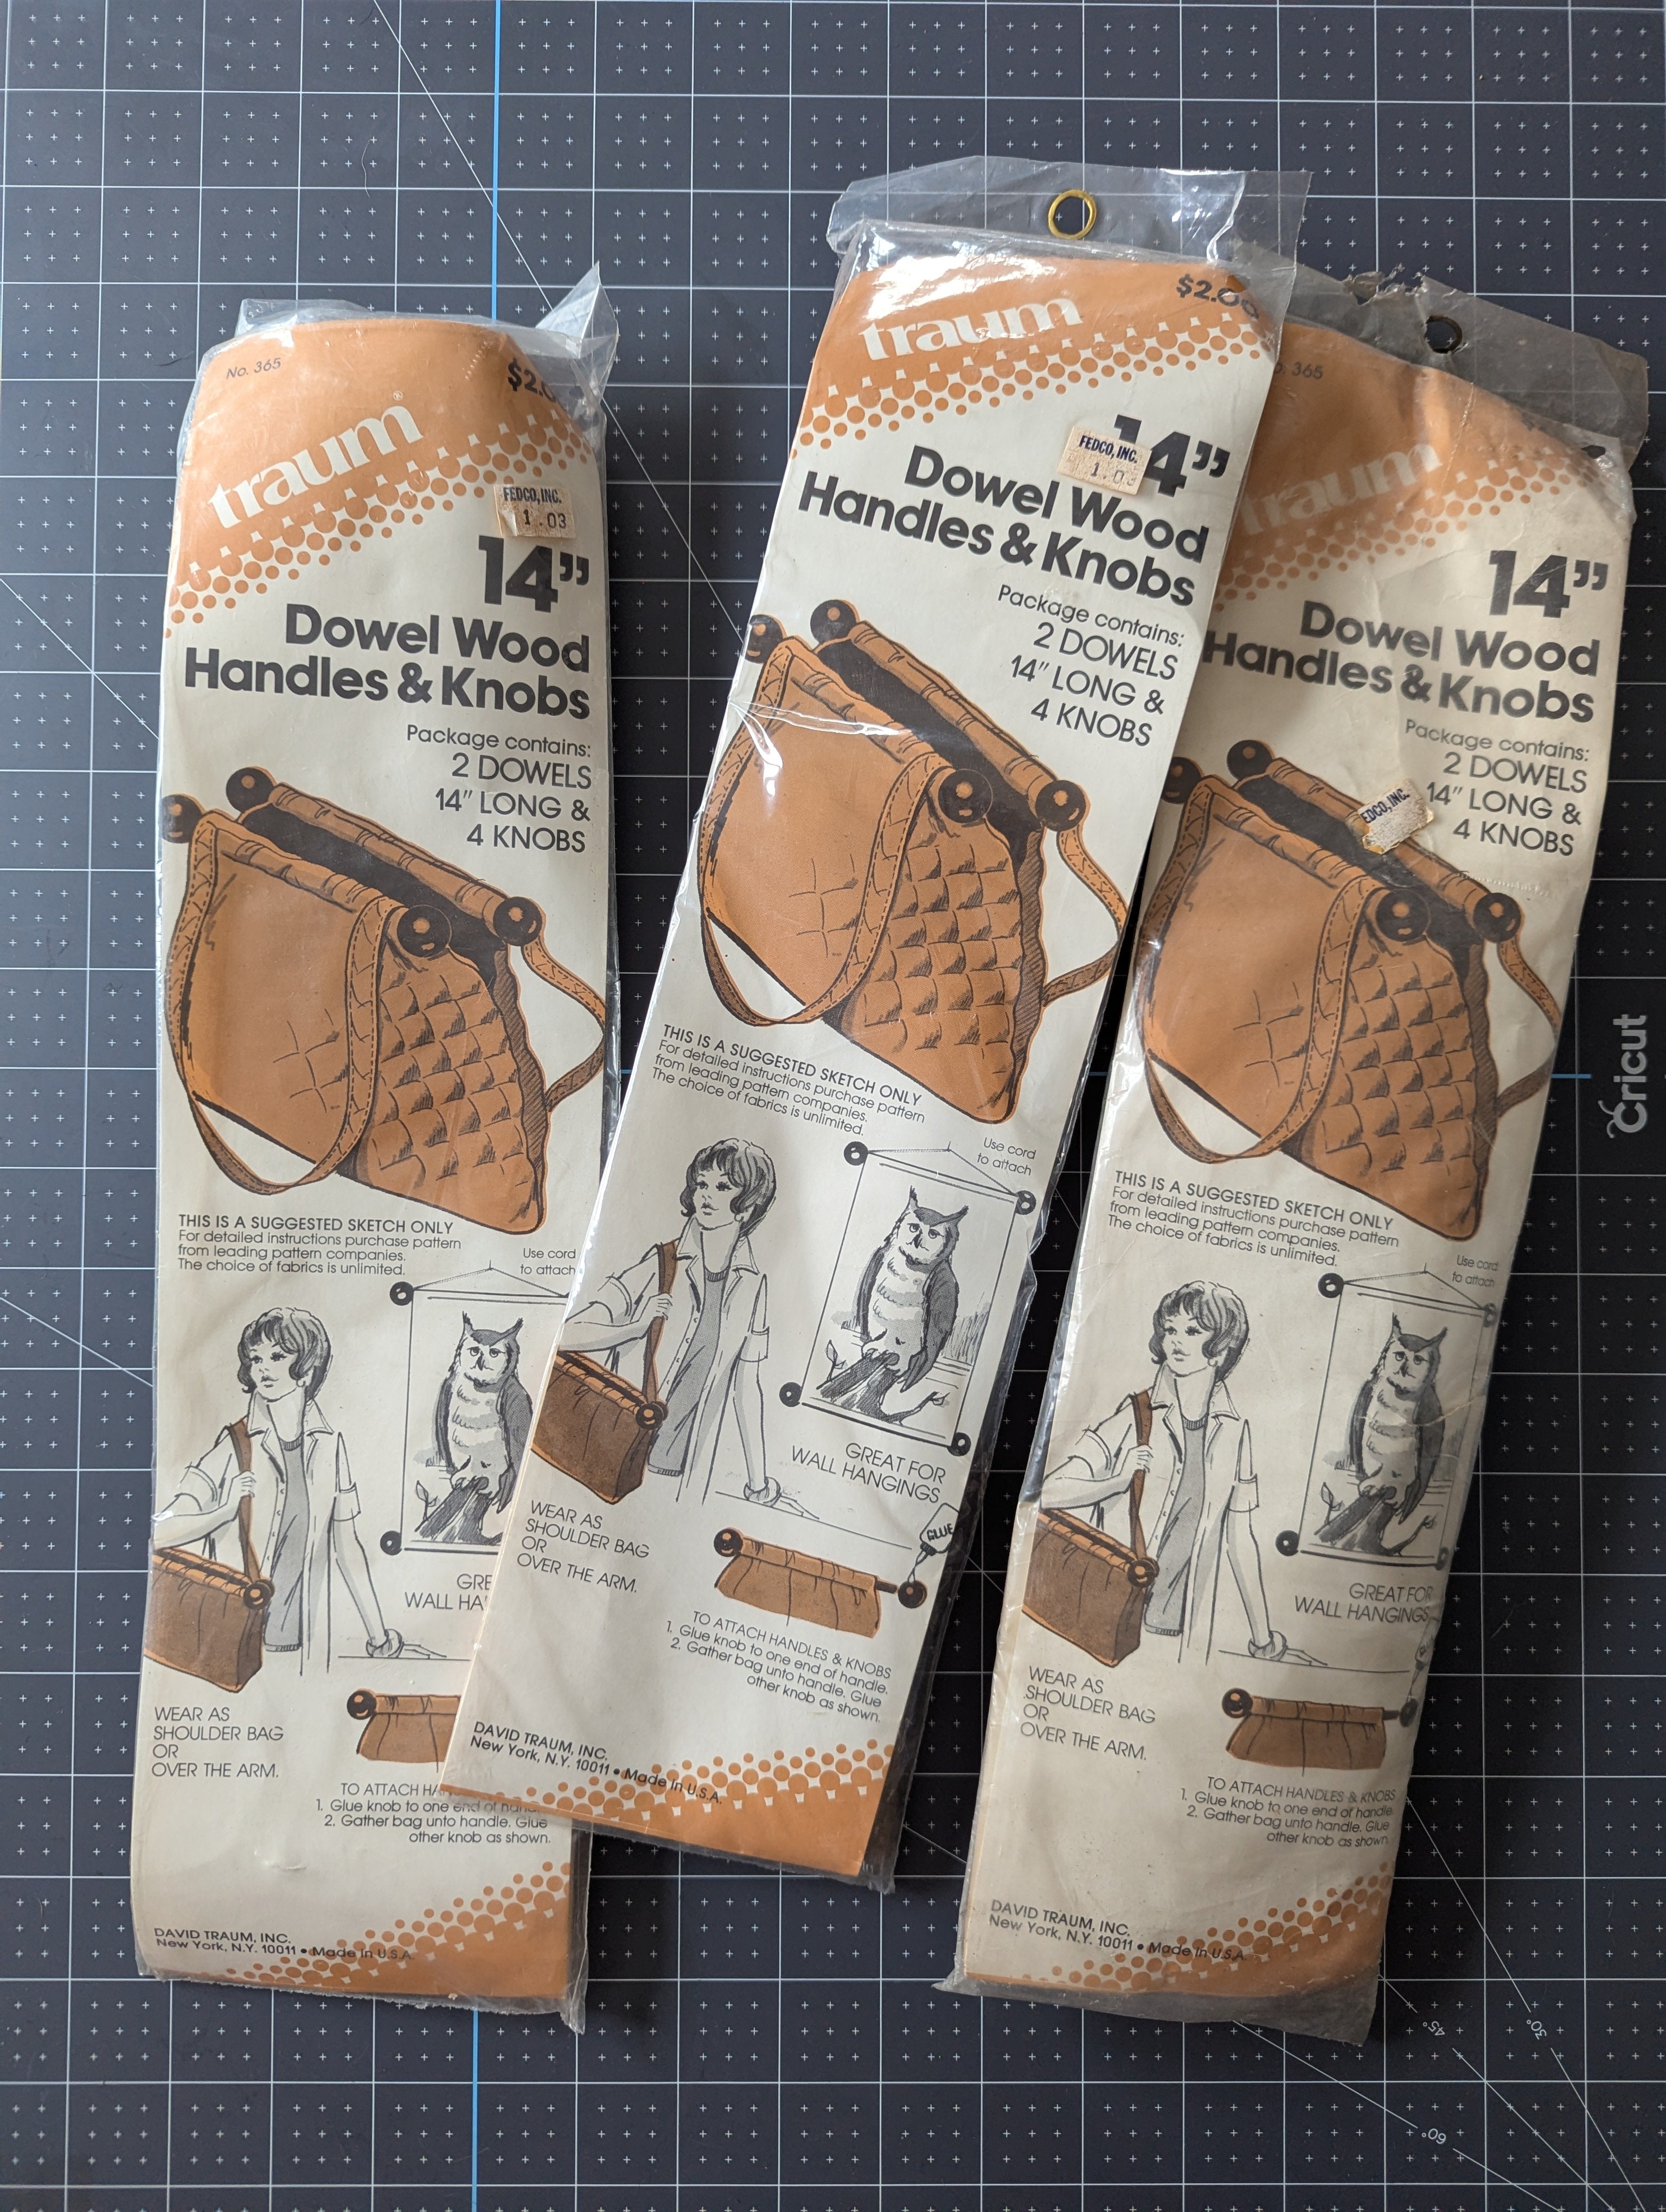 No. 365
$2.0
traum®
FEDCO, INC.
1.03
14"
Dowel Wood
Handles & Knobs
Package contains:
2 DOWELS
14" LONG &
4 KNOBS
THIS IS A SUGGESTED SKETCH ONLY
For detailed instructions purchase pattern
from leading pattern companies.
The choice of fabrics is unlimited.
Use cord
to attach
GRE
WALL HA
WEAR AS
SHOULDER BAG
OR
OVER THE ARM.
TO ATTACH HA
1. Glue knob to one end of handle.
2. Gather bag unto handle. Glue
other knob as shown.
DAVID TRAUM, INC.
New York, N.Y. 10011 • Made in U.S.A.
$2.00
traum
FEDCO, INC.
1.03
14"
Dowel Wood
Handles & Knobs
Package contains:
2 DOWELS
14" LONG &
4 KNOBS
THIS IS A SUGGESTED SKETCH ONLY
For detailed instructions purchase pattern
from leading pattern companies.
The choice of fabrics is unlimited.
Use cord
to attach
GREAT FOR
WALL HANGINGS
GLUE
WEAR AS
SHOULDER BAG
OR
OVER THE ARM.
TO ATTACH HANDLES & KNOBS
1. Glue knob to one end of handle.
2. Gather bag unto handle. Glue
other knob as shown.
DAVID TRAUM, INC.
New York, N.Y. 10011 • Made in U.S.A.
. 365
traum
14"
Dowel Wood
Handles & Knobs
Package contains:
2 DOWELS
14" LONG &
4 KNOBS
EDCO, INC.
THIS IS A SUGGESTED SKETCH ONLY
For detailed instructions purchase pattern
from leading pattern companies.
The choice of fabrics is unlimited.
Use cord
to attach
GREAT FOR
WALL HANGINGS
WEAR AS
SHOULDER BAG
OR
OVER THE ARM.
TO ATTACH HANDLES & KNOBS
1. Glue knob to one end of handle.
2. Gather bag unto handle. Glue
other knob as shown.
DAVID TRAUM, INC.
New York, N.Y. 10011 • Made in U.S.A.
Cricut
45°
30°
60°